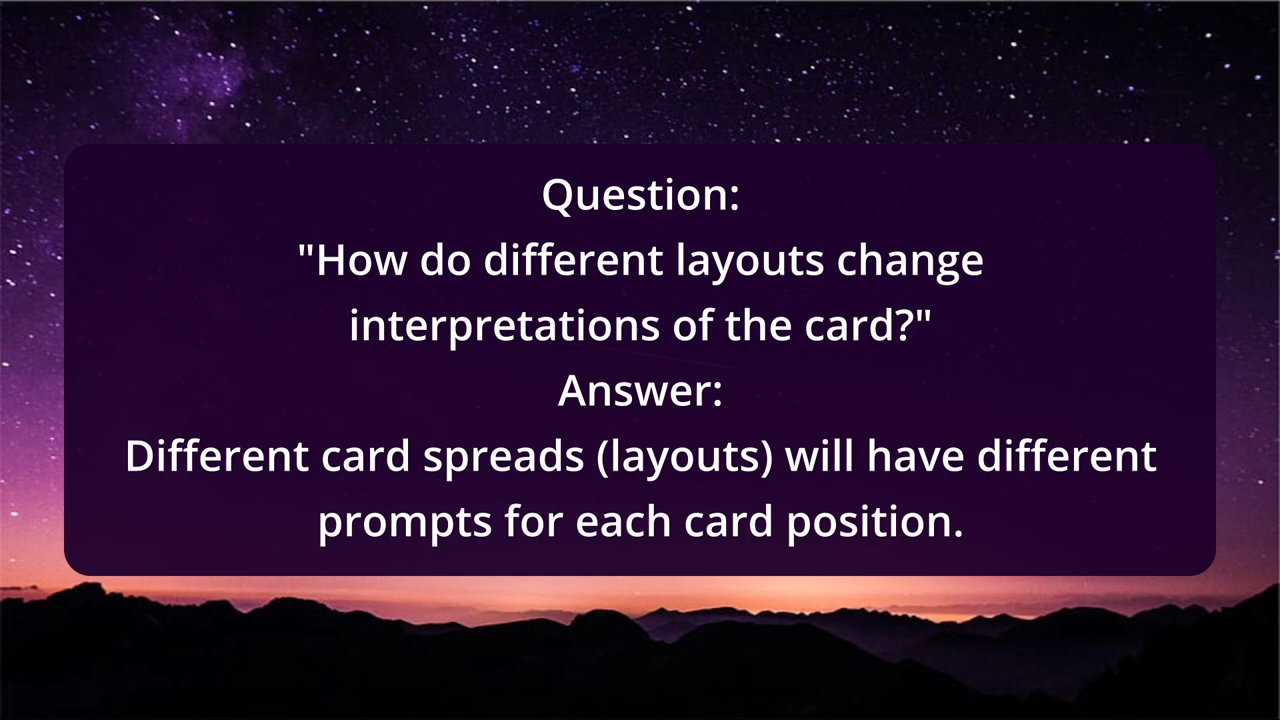 Question:
"How do different layouts change
interpretations of the card?"
Answer:
Different card spreads (layouts) will have different
prompts for each card position.